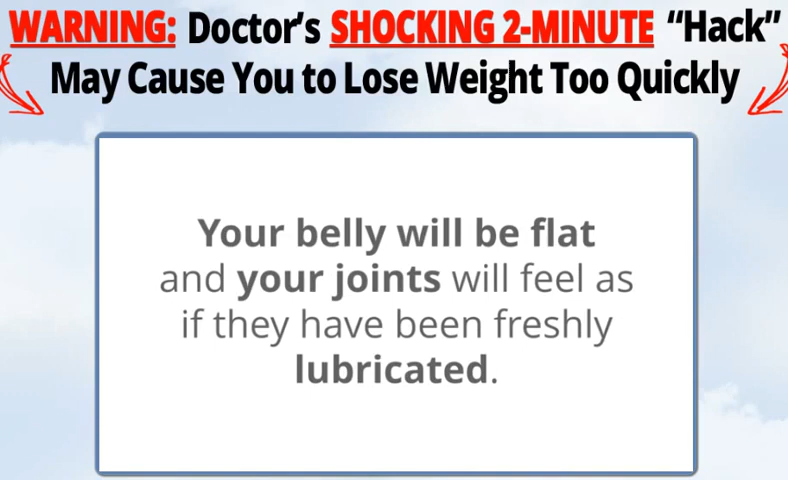 WARNING: Doctor's SHOCKING 2-MINUTE “Hack”
May Cause You to Lose Weight Too Quickly
Your belly will be flat
and your joints will feel as
if they have been freshly
lubricated.